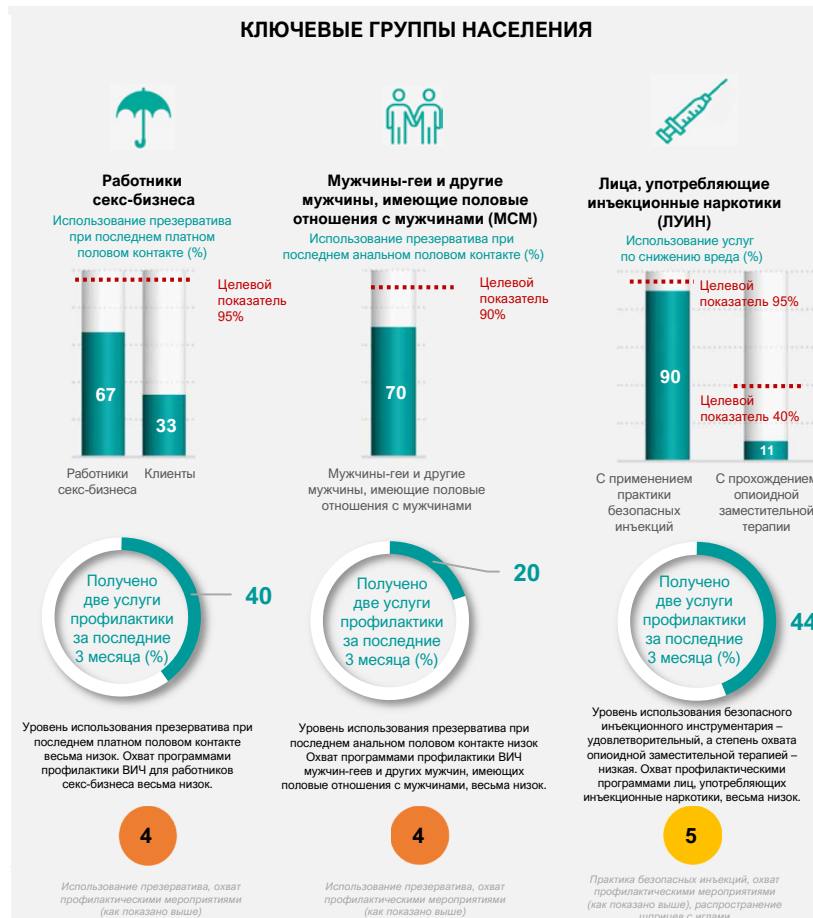 КЛЮЧЕВЫЕ ГРУППЫ НАСЕЛЕНИЯ
Работники
секс-бизнеса
Использование презерватива
при последнем платном
половом контакте (%)
Целевой
показатель
95%
67
33
Работники
секс-бизнеса
Клиенты
Получено
две услуги
профилактики
за последние
3 месяца (%)
40
Уровень использования презерватива при
последнем платном половом контакте
весьма низок. Охват программами
профилактики ВИЧ для работников
секс-бизнеса весьма низок.
4
Использование презерватива, охват
профилактическими мероприятиями
(как показано выше)
Мужчины-геи и другие
мужчины, имеющие половые
отношения с мужчинами (МСМ)
Использование презерватива при
последнем анальном половом контакте (%)
Целевой
показатель
90%
70
Мужчины-геи и другие
мужчины, имеющие половые
отношения с мужчинами
Получено
две услуги
профилактики
за последние
3 месяца (%)
20
Уровень использования презерватива при
последнем анальном половом контакте низок
Охват программами профилактики ВИЧ
мужчин-геев и других мужчин, имеющих
половые отношения с мужчинами, весьма низок.
4
Использование презерватива, охват
профилактическими мероприятиями
(как показано выше)
Лица, употребляющие
инъекционные наркотики
(ЛУИН)
Использование услуг
по снижению вреда (%)
Целевой
показатель 95%
90
Целевой
показатель 40%
11
С применением
практики
безопасных
инъекций
С прохождением
опиоидной
заместительной
терапии
Получено
две услуги
профилактики
за последние
3 месяца (%)
44
Уровень использования безопасного
инъекционного инструментария –
удовлетворительный, а степень охвата
опиоидной заместительной терапией –
низкая. Охват профилактическими
программами лиц, употребляющих
инъекционные наркотики, весьма низок.
5
Практика безопасных инъекций, охват
профилактическими мероприятиями
(как показано выше), распространение
шприцев с иглами